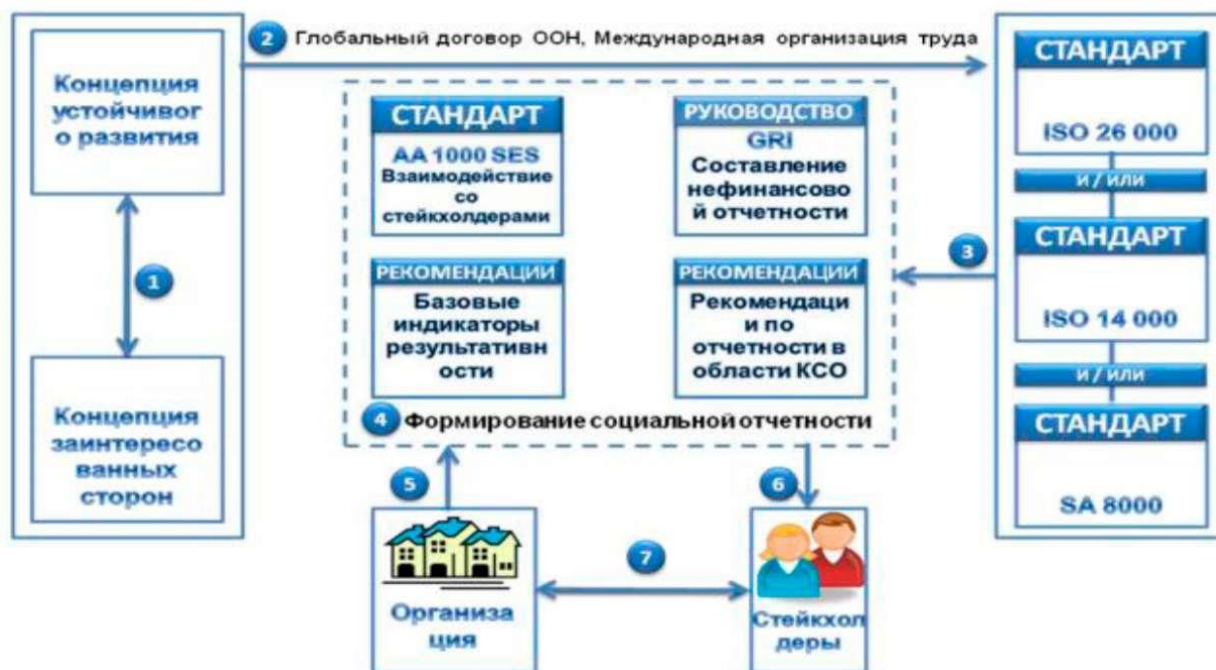 2 Глобальный договор ООН, Международная организация труда
Концепция
устойчивог
о развития
1
Концепция
заинтересо
ванных
сторон
СТАНДАРТ
AA 1000 SES
Взаимодействие
со
стейкхолдерами
РУКОВОДСТВО
GRI
Составление
нефинансово
й отчетности
РЕКОМЕНДАЦИИ
Базовые
индикаторы
результативн
ости
РЕКОМЕНДАЦИИ
Рекомендаци
и по
отчетности в
области КСО
4 Формирование социальной отчетности
3
СТАНДАРТ
ISO 26 000
и / или
СТАНДАРТ
ISO 14 000
и / или
СТАНДАРТ
SA 8000
5
6
7
Организа
ция
Стейкхол
деры